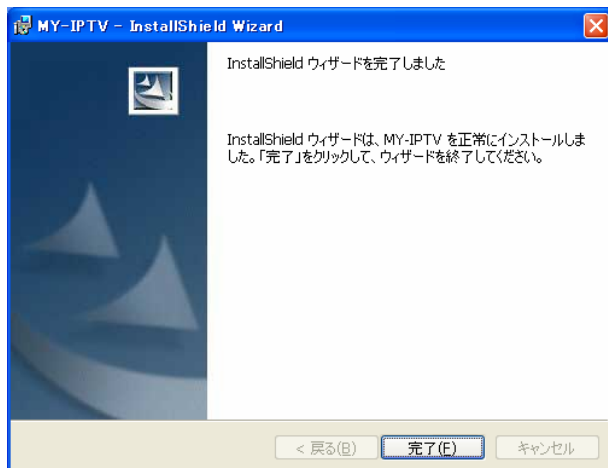 MY-IPTV - InstallShield Wizard
InstallShield ウィザードを完了しました
InstallShield ウィザードは、MY-IPTV を正常にインストールしま
した。「完了」をクリックして、ウィザードを終了してください。
< 戻る(B) 完了(F) キャンセル